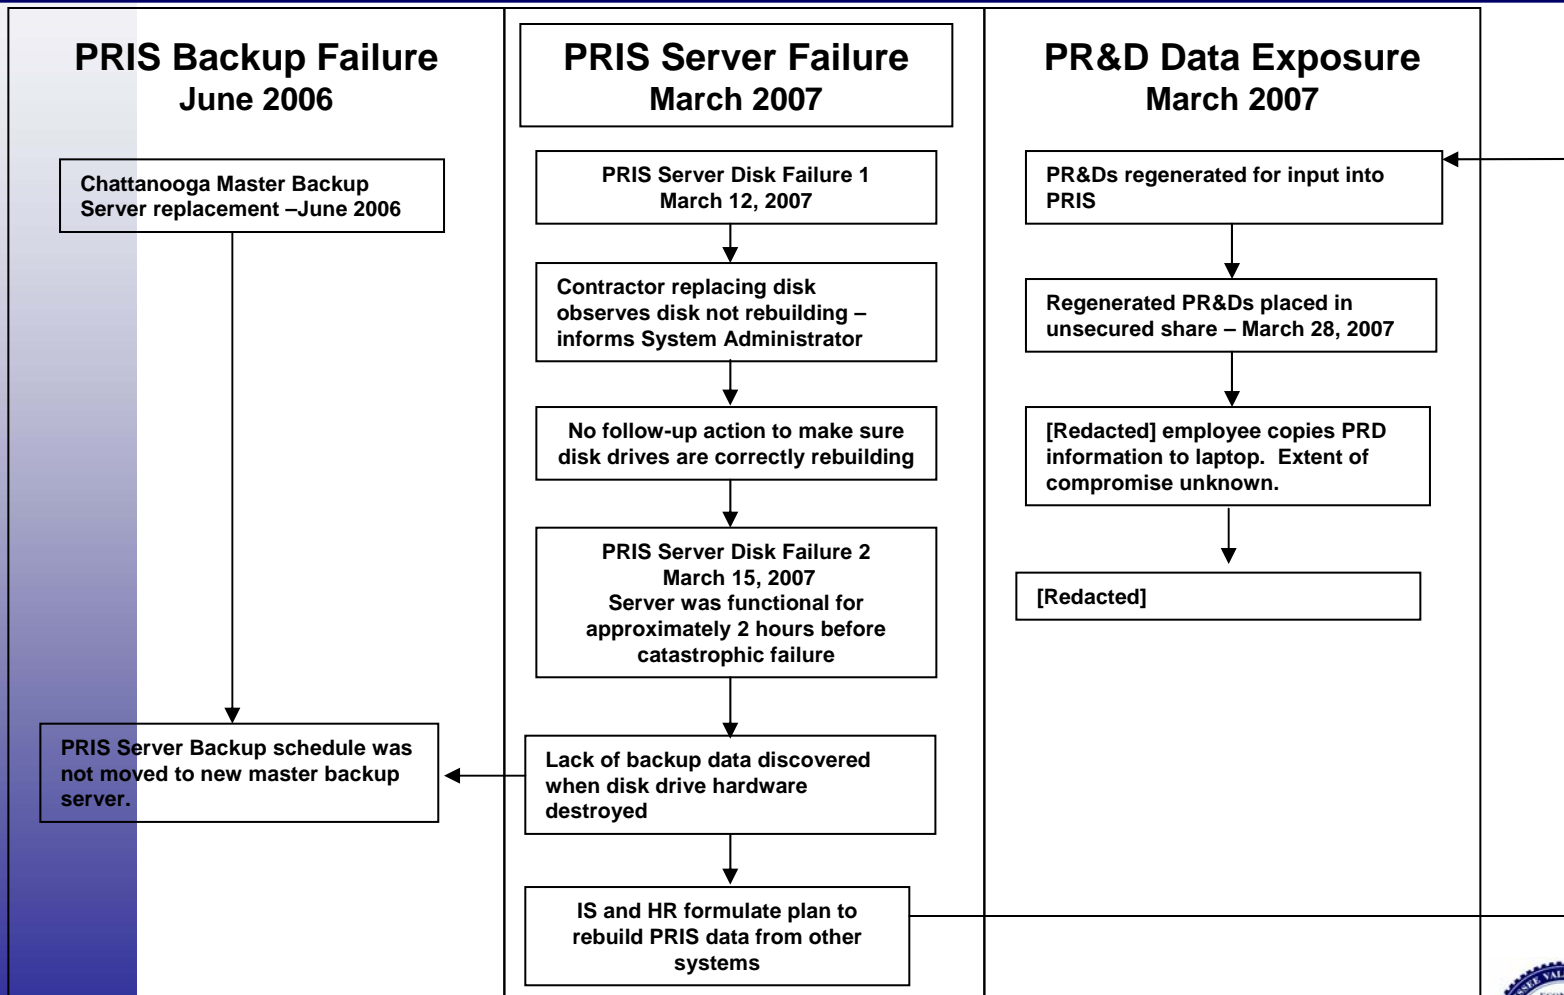 PRIS Backup Failure
June 2006
Chattanooga Master Backup
Server replacement –June 2006
PRIS Server Backup schedule was
not moved to new master backup
server.
PRIS Server Failure
March 2007
PRIS Server Disk Failure 1
March 12, 2007
Contractor replacing disk
observes disk not rebuilding –
informs System Administrator
No follow-up action to make sure
disk drives are correctly rebuilding
PRIS Server Disk Failure 2
March 15, 2007
Server was functional for
approximately 2 hours before
catastrophic failure
Lack of backup data discovered
when disk drive hardware
destroyed
IS and HR formulate plan to
rebuild PRIS data from other
systems
PR&D Data Exposure
March 2007
PR&Ds regenerated for input into
PRIS
Regenerated PR&Ds placed in
unsecured share – March 28, 2007
[Redacted] employee copies PRD
information to laptop.  Extent of
compromise unknown.
[Redacted]